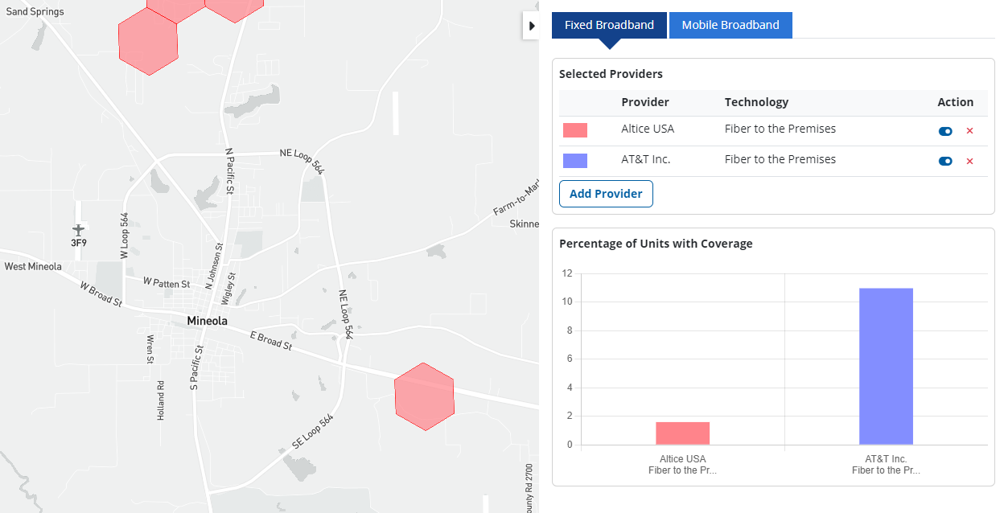 Sand Springs
N Pacific St
NE Loop 564
Farm-to-Mar
Skinne
W Loop 564
3F9
West Mineola
W Broad St
W Patten St
N Johnson St
Wigley St
Mineola
NE Loop 564
E Broad St
Wren St
S Pacific St
Holland Rd
SE Loop 564
ounty Rd 2700
Fixed Broadband
Mobile Broadband
Selected Providers
Provider Technology Action
Altice USA Fiber to the Premises
AT&T Inc. Fiber to the Premises
Add Provider
Percentage of Units with Coverage
12
10
8
6
4
2
0
Altice USA
Fiber to the Pr...
AT&T Inc.
Fiber to the Pr...